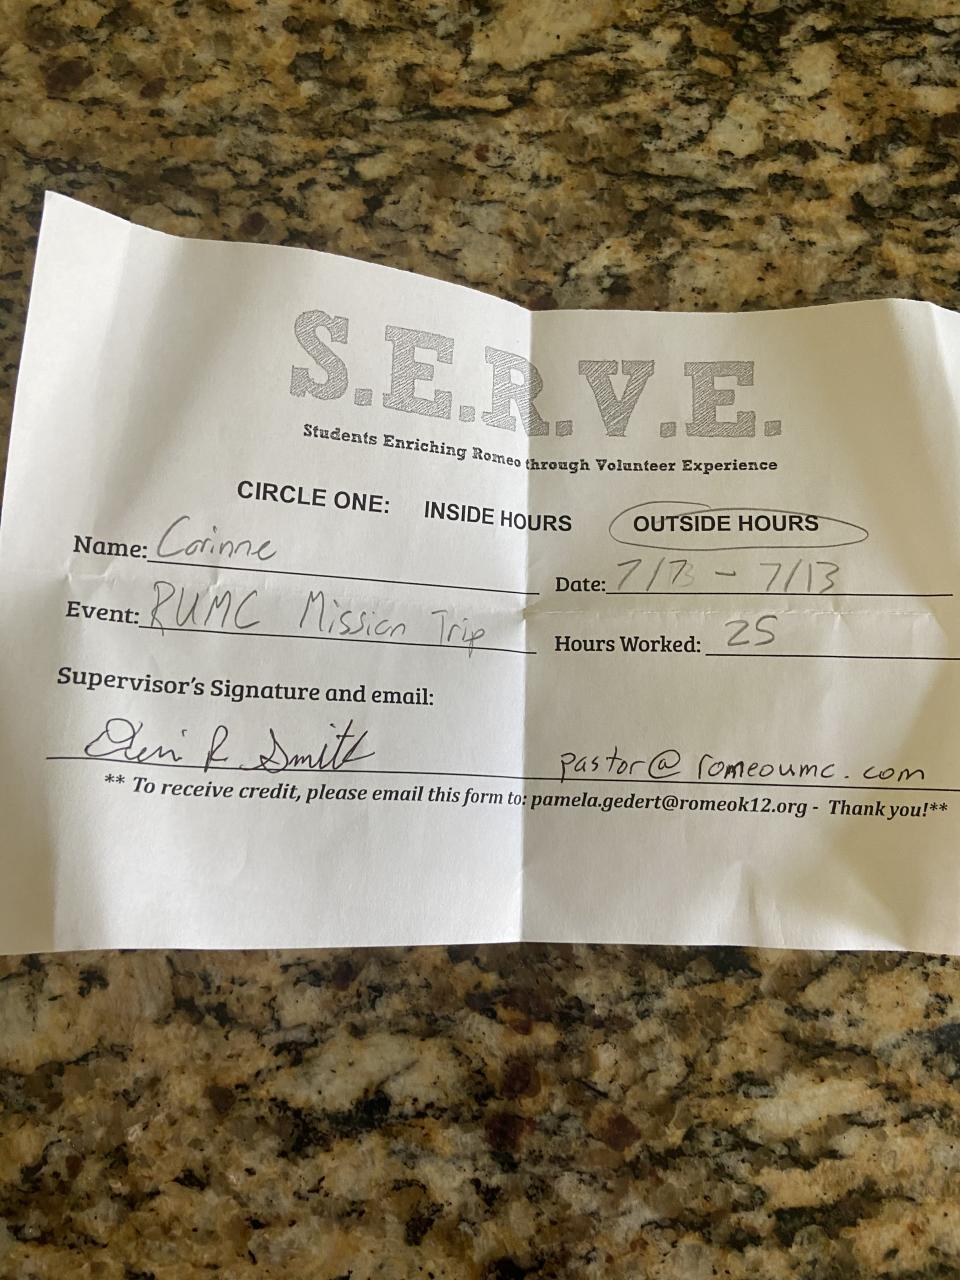 S.E.R.V.E.
Students Enriching Romeo through Volunteer Experience
CIRCLE ONE: INSIDE HOURS OUTSIDE HOURS
Name: Corinne
Date: 7/7 - 7/13
Event: RUMC Mission Trip
Hours Worked: 25
Supervisor's Signature and email:
R. Smith pastor@romeoumc.com
** To receive credit, please email this form to: pamela.gedert@romeok12.org - Thank you!**